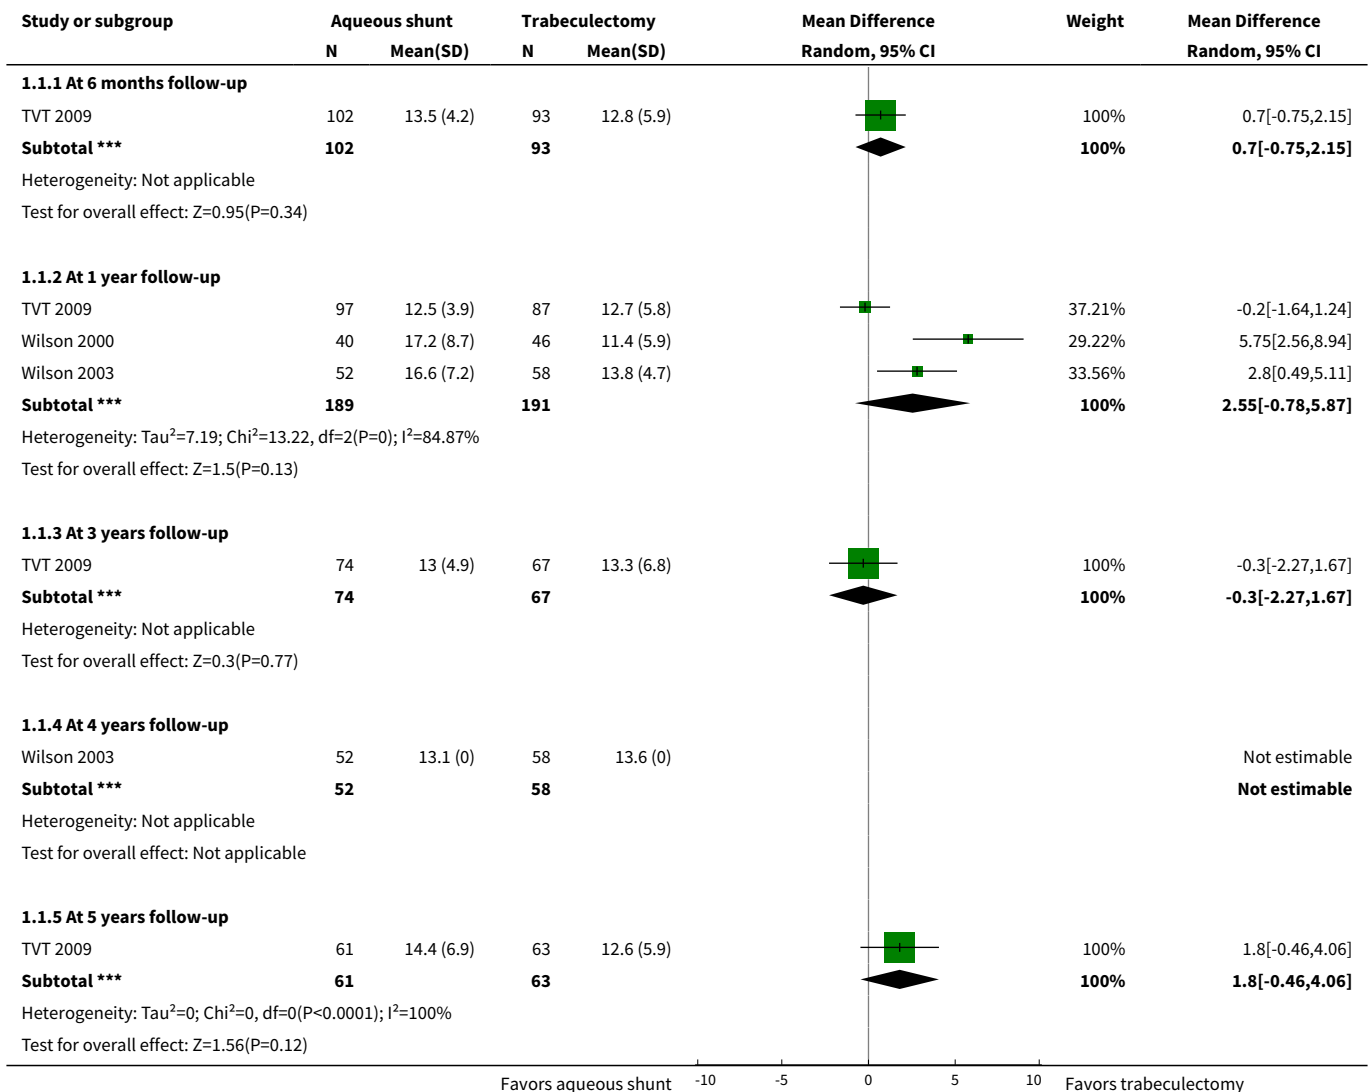 Study or subgroup Aqueous shunt Trabeculectomy Mean Difference Weight Mean Difference
N Mean(SD) N Mean(SD) Random, 95% CI Random, 95% CI
1.1.1 At 6 months follow-up
TVT 2009 102 13.5 (4.2) 93 12.8 (5.9) 100% 0.7[-0.75,2.15]
Subtotal *** 102 93 100% 0.7[-0.75,2.15]
Heterogeneity: Not applicable
Test for overall effect: Z=0.95(P=0.34)
1.1.2 At 1 year follow-up
TVT 2009 97 12.5 (3.9) 87 12.7 (5.8) 37.21% -0.2[-1.64,1.24]
Wilson 2000 40 17.2 (8.7) 46 11.4 (5.9) 29.22% 5.75[2.56,8.94]
Wilson 2003 52 16.6 (7.2) 58 13.8 (4.7) 33.56% 2.8[0.49,5.11]
Subtotal *** 189 191 100% 2.55[-0.78,5.87]
Heterogeneity: Tau²=7.19; Chi²=13.22, df=2(P=0); I²=84.87%
Test for overall effect: Z=1.5(P=0.13)
1.1.3 At 3 years follow-up
TVT 2009 74 13 (4.9) 67 13.3 (6.8) 100% -0.3[-2.27,1.67]
Subtotal *** 74 67 100% -0.3[-2.27,1.67]
Heterogeneity: Not applicable
Test for overall effect: Z=0.3(P=0.77)
1.1.4 At 4 years follow-up
Wilson 2003 52 13.1 (0) 58 13.6 (0) Not estimable
Subtotal *** 52 58 Not estimable
Heterogeneity: Not applicable
Test for overall effect: Not applicable
1.1.5 At 5 years follow-up
TVT 2009 61 14.4 (6.9) 63 12.6 (5.9) 100% 1.8[-0.46,4.06]
Subtotal *** 61 63 100% 1.8[-0.46,4.06]
Heterogeneity: Tau²=0; Chi²=0, df=0(P<0.0001); I²=100%
Test for overall effect: Z=1.56(P=0.12)
Favors aqueous shunt -10 -5 0 5 10 Favors trabeculectomy